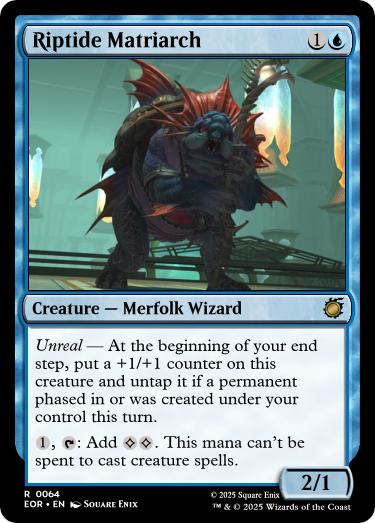 Riptide Matriarch 1
Creature — Merfolk Wizard
Unreal — At the beginning of your end
step, put a +1/+1 counter on this
creature and untap it if a permanent
phased in or was created under your
control this turn.
1, : Add . This mana can't be
spent to cast creature spells.
2/1
R 0064
EOR • EN SQUARE ENIX
© 2025 Square Enix
™ & © 2025 Wizards of the Coast